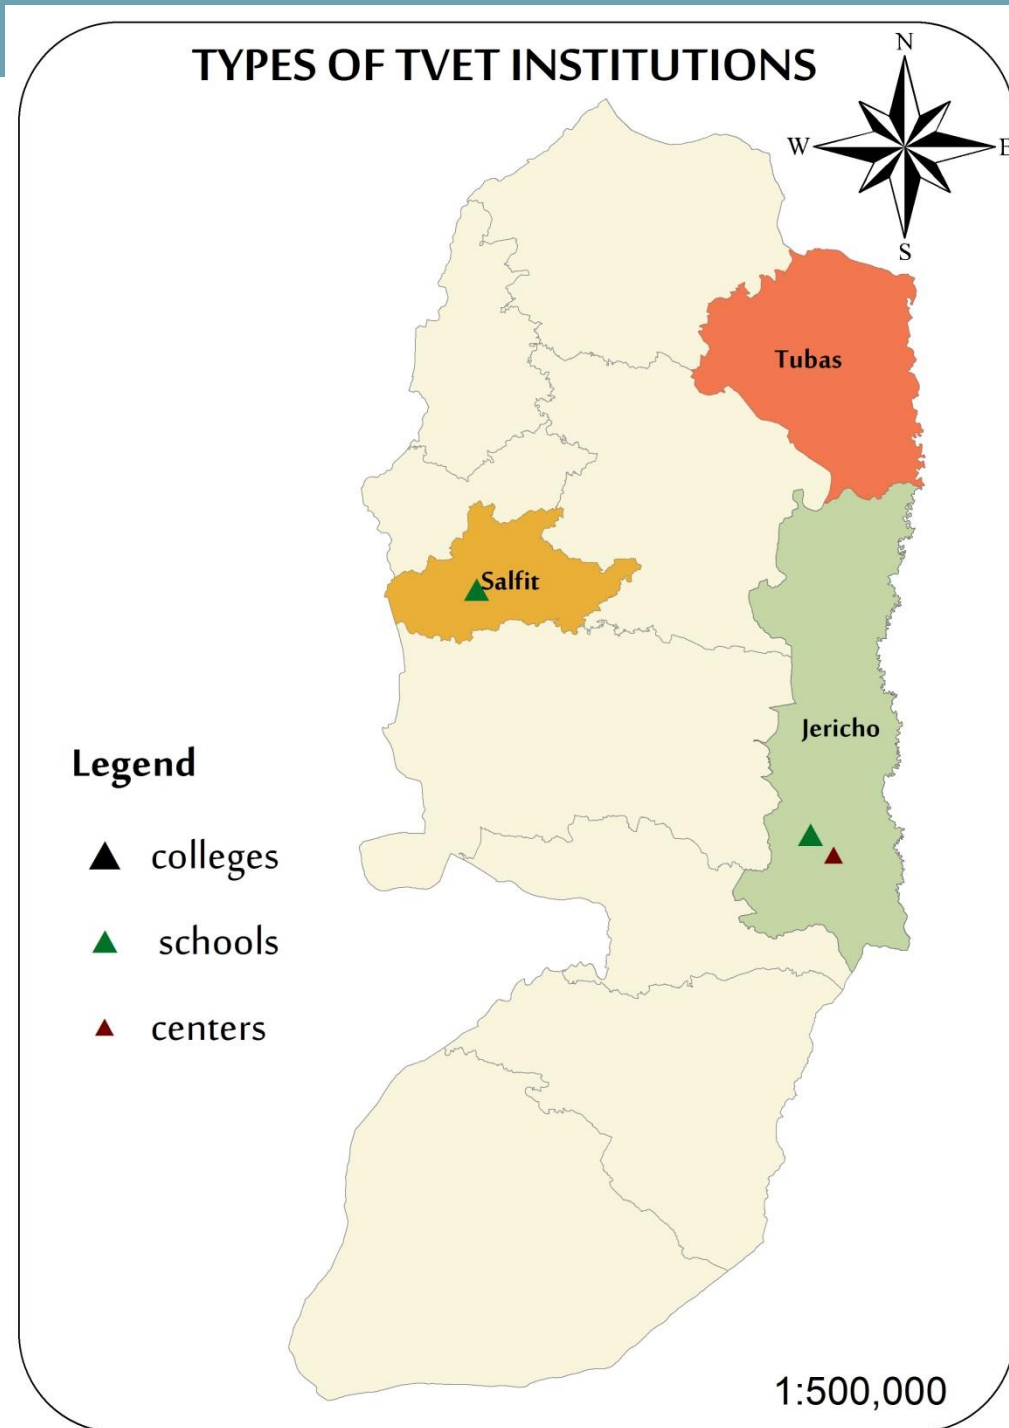 TYPES OF TVET INSTITUTIONS
N
W
E
S
Tubas
Salfit
Jericho
Legend
colleges
schools
centers
1:500,000